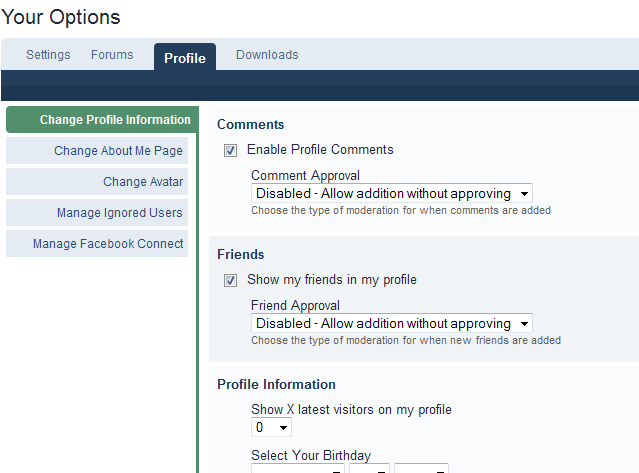 Your Options
Settings Forums Profile Downloads
Change Profile Information
Change About Me Page
Change Avatar
Manage Ignored Users
Manage Facebook Connect
Comments
Enable Profile Comments
Comment Approval
Disabled - Allow addition without approving
Choose the type of moderation for when comments are added
Friends
Show my friends in my profile
Friend Approval
Disabled - Allow addition without approving
Choose the type of moderation for when new friends are added
Profile Information
Show X latest visitors on my profile
0
Select Your Birthday